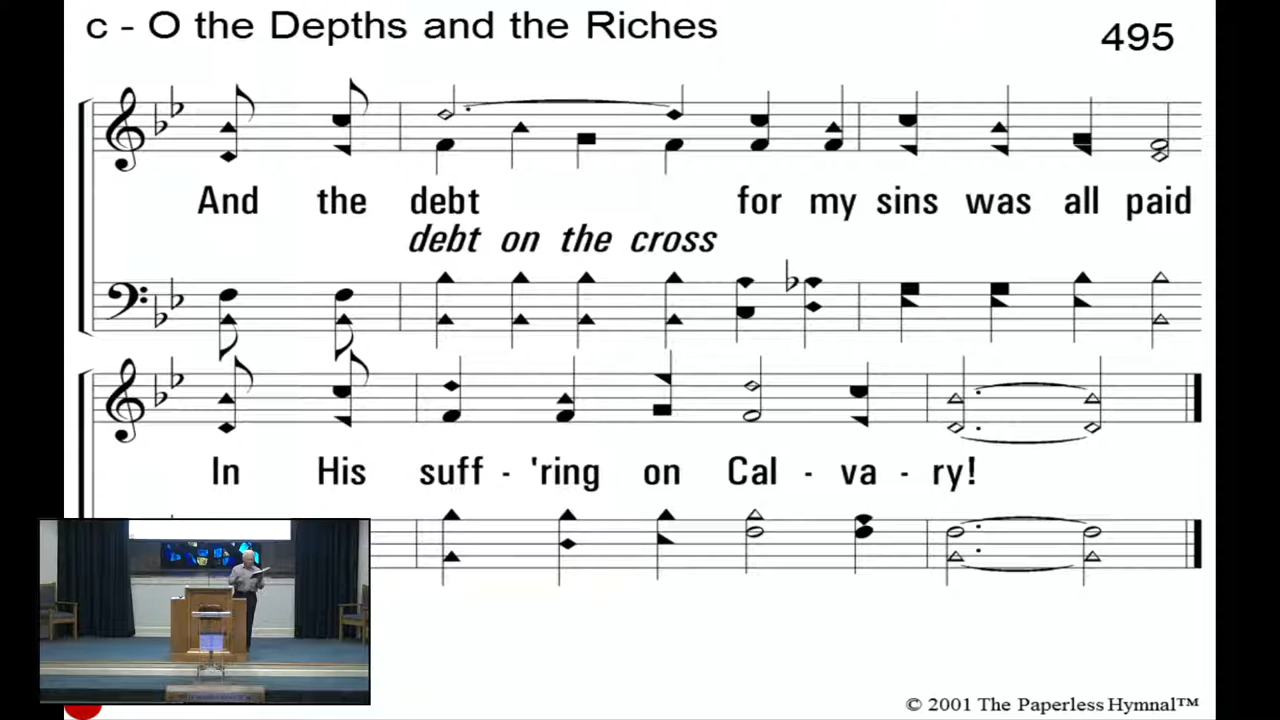 c - O the Depths and the Riches
495
And the debt for my sins was all paid
debt on the cross
In His suff - 'ring on Cal - va - ry!
© 2001 The Paperless Hymnal™